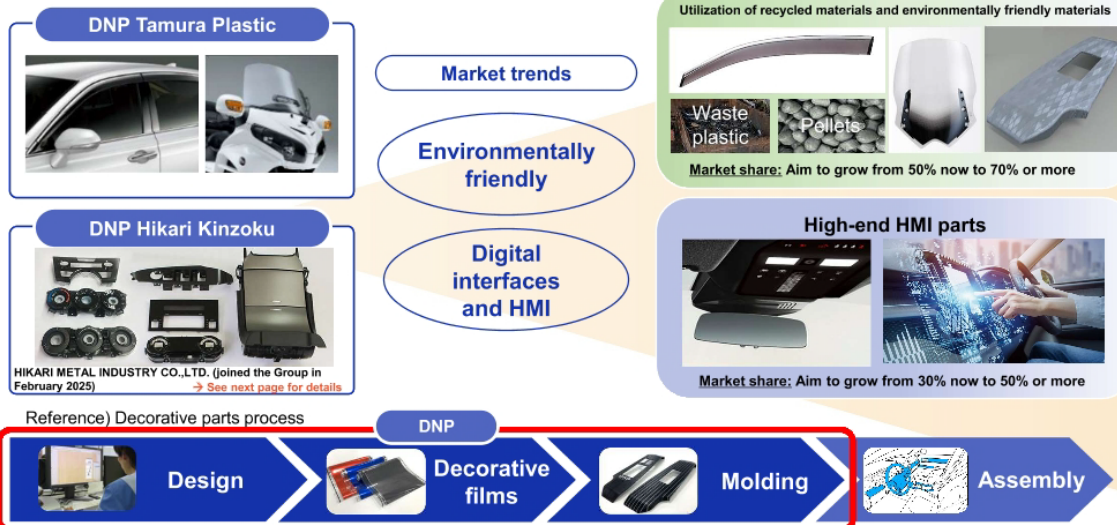 DNP Tamura Plastic
DNP Hikari Kinzoku
HIKARI METAL INDUSTRY CO.,LTD. (joined the Group in
February 2025)
→ See next page for details
Market trends
Environmentally
friendly
Digital
interfaces
and HMI
Utilization of recycled materials and environmentally friendly materials
Waste
plastic
Pellets
Market share: Aim to grow from 50% now to 70% or more
High-end HMI parts
Market share: Aim to grow from 30% now to 50% or more
Reference) Decorative parts process
DNP
Design
Decorative
films
Molding
Assembly